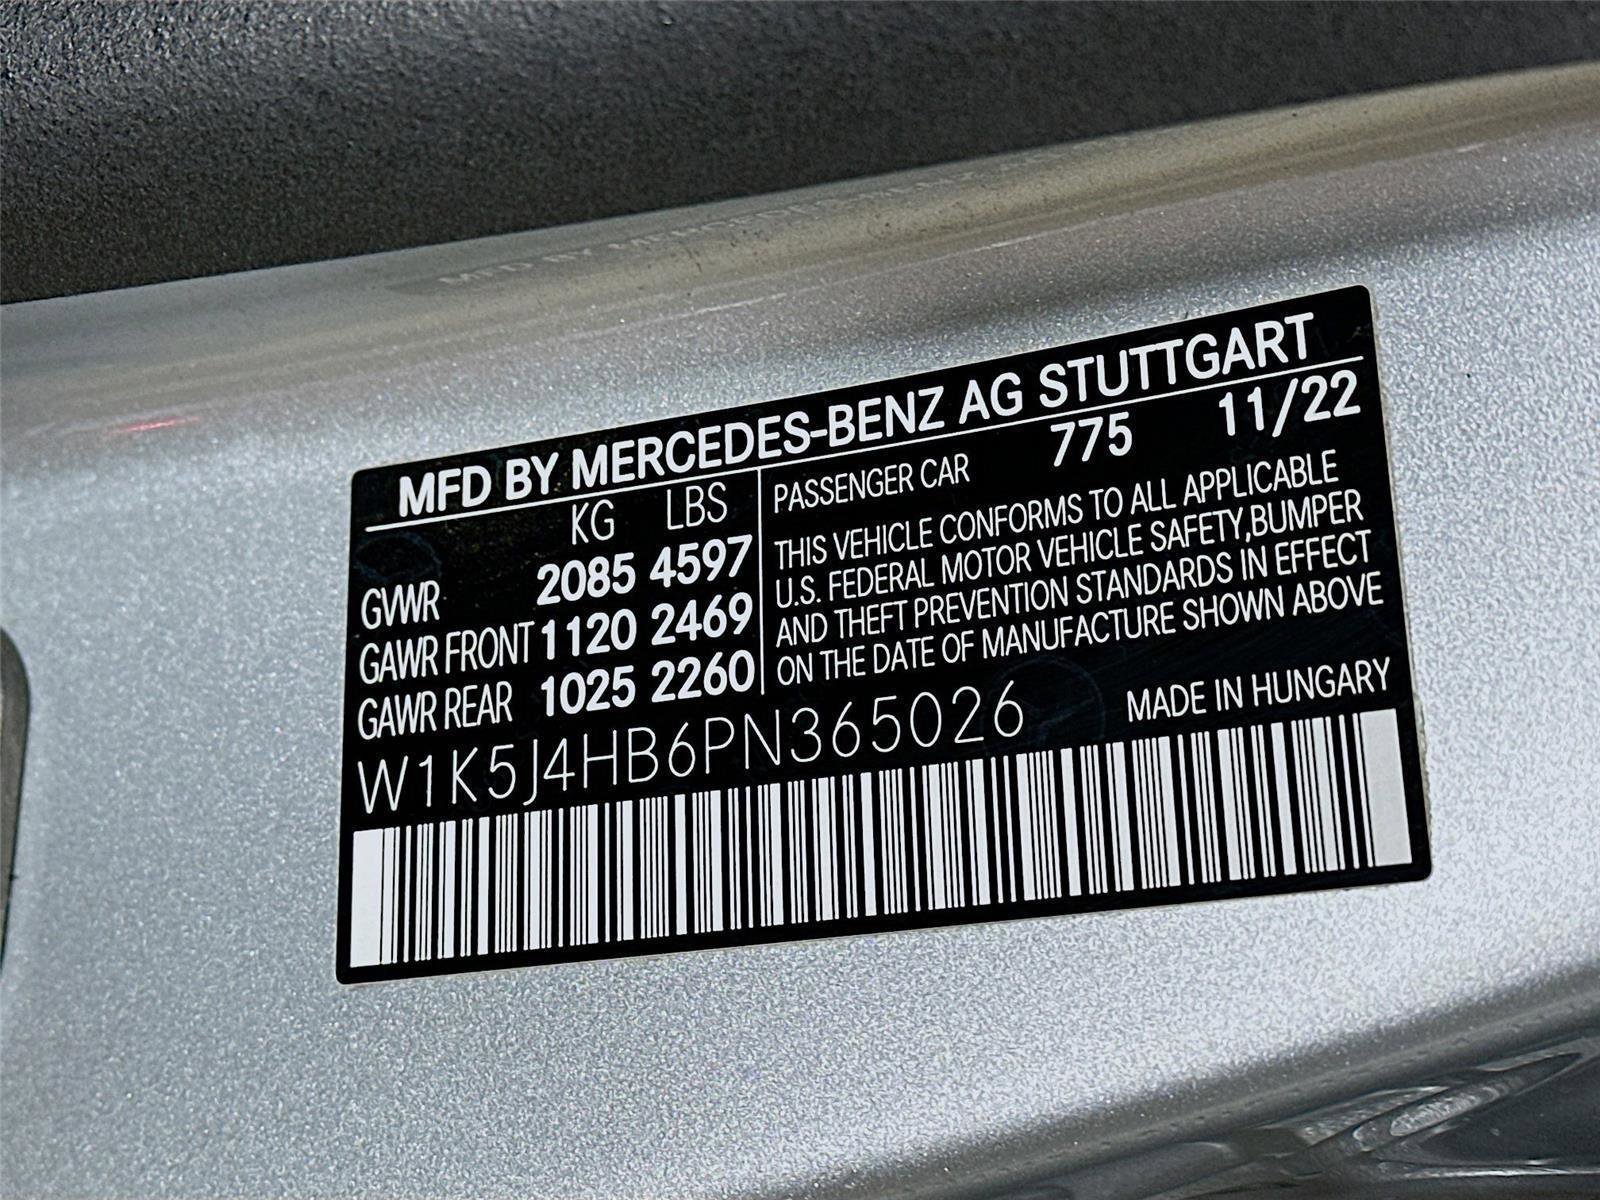 MFD BY MERCEDES-BENZ AG STUTTGART
KG LBS
GVWR 2085 4597
GAWR FRONT 1120 2469
GAWR REAR 1025 2260
PASSENGER CAR 775 11/22
THIS VEHICLE CONFORMS TO ALL APPLICABLE
U.S. FEDERAL MOTOR VEHICLE SAFETY,BUMPER
AND THEFT PREVENTION STANDARDS IN EFFECT
ON THE DATE OF MANUFACTURE SHOWN ABOVE
W1K5J4HB6PN365026
MADE IN HUNGARY